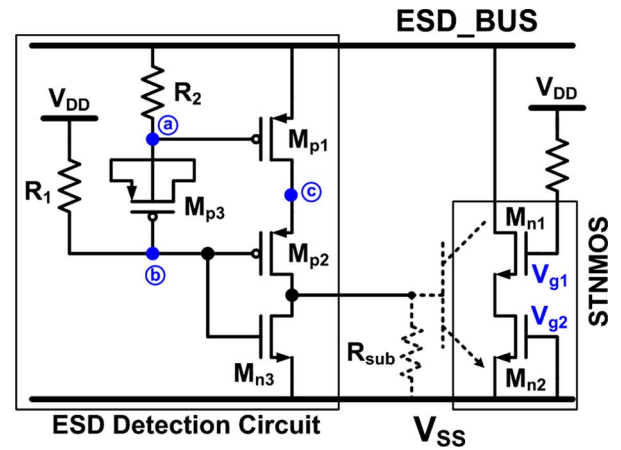 ESD_BUS
V_DD
R_2
ⓐ
M_p1
V_DD
R_1
M_p3
ⓒ
M_n1
ⓑ
M_p2
V_g1
V_g2
R_sub
M_n3
M_n2
STNMOS
ESD Detection Circuit
V_SS